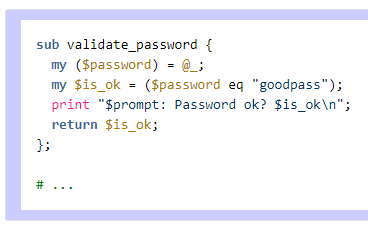 sub validate_password {
  my ($password) = @_;
  my $is_ok = ($password eq "goodpass");
  print "$prompt: Password ok? $is_ok\n";
  return $is_ok;
};

# ...